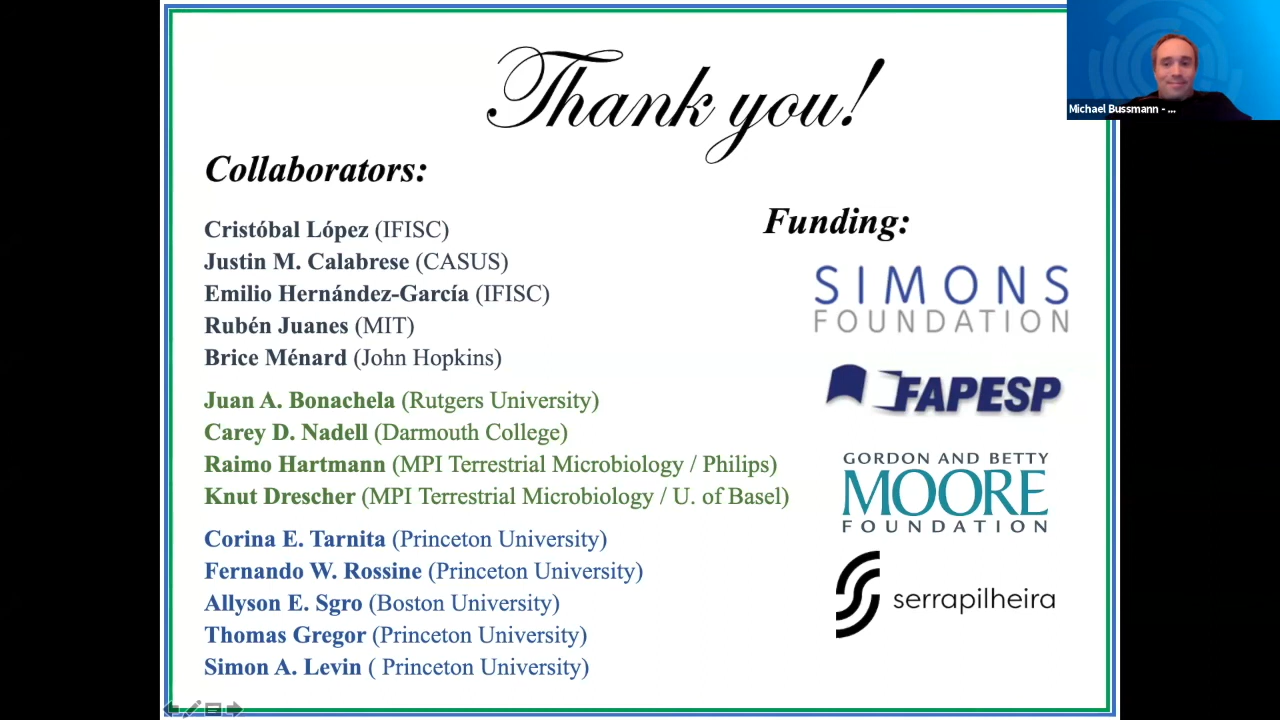 Thank you!
Michael Bussmann - ...
Collaborators:
Cristóbal López (IFISC)
Justin M. Calabrese (CASUS)
Emilio Hernández-García (IFISC)
Rubén Juanes (MIT)
Brice Ménard (John Hopkins)
Juan A. Bonachela (Rutgers University)
Carey D. Nadell (Darmouth College)
Raimo Hartmann (MPI Terrestrial Microbiology / Philips)
Knut Drescher (MPI Terrestrial Microbiology / U. of Basel)
Corina E. Tarnita (Princeton University)
Fernando W. Rossine (Princeton University)
Allyson E. Sgro (Boston University)
Thomas Gregor (Princeton University)
Simon A. Levin ( Princeton University)
Funding:
SIMONS
FOUNDATION
FAPESP
GORDON AND BETTY
MOORE
FOUNDATION
serrapilheira